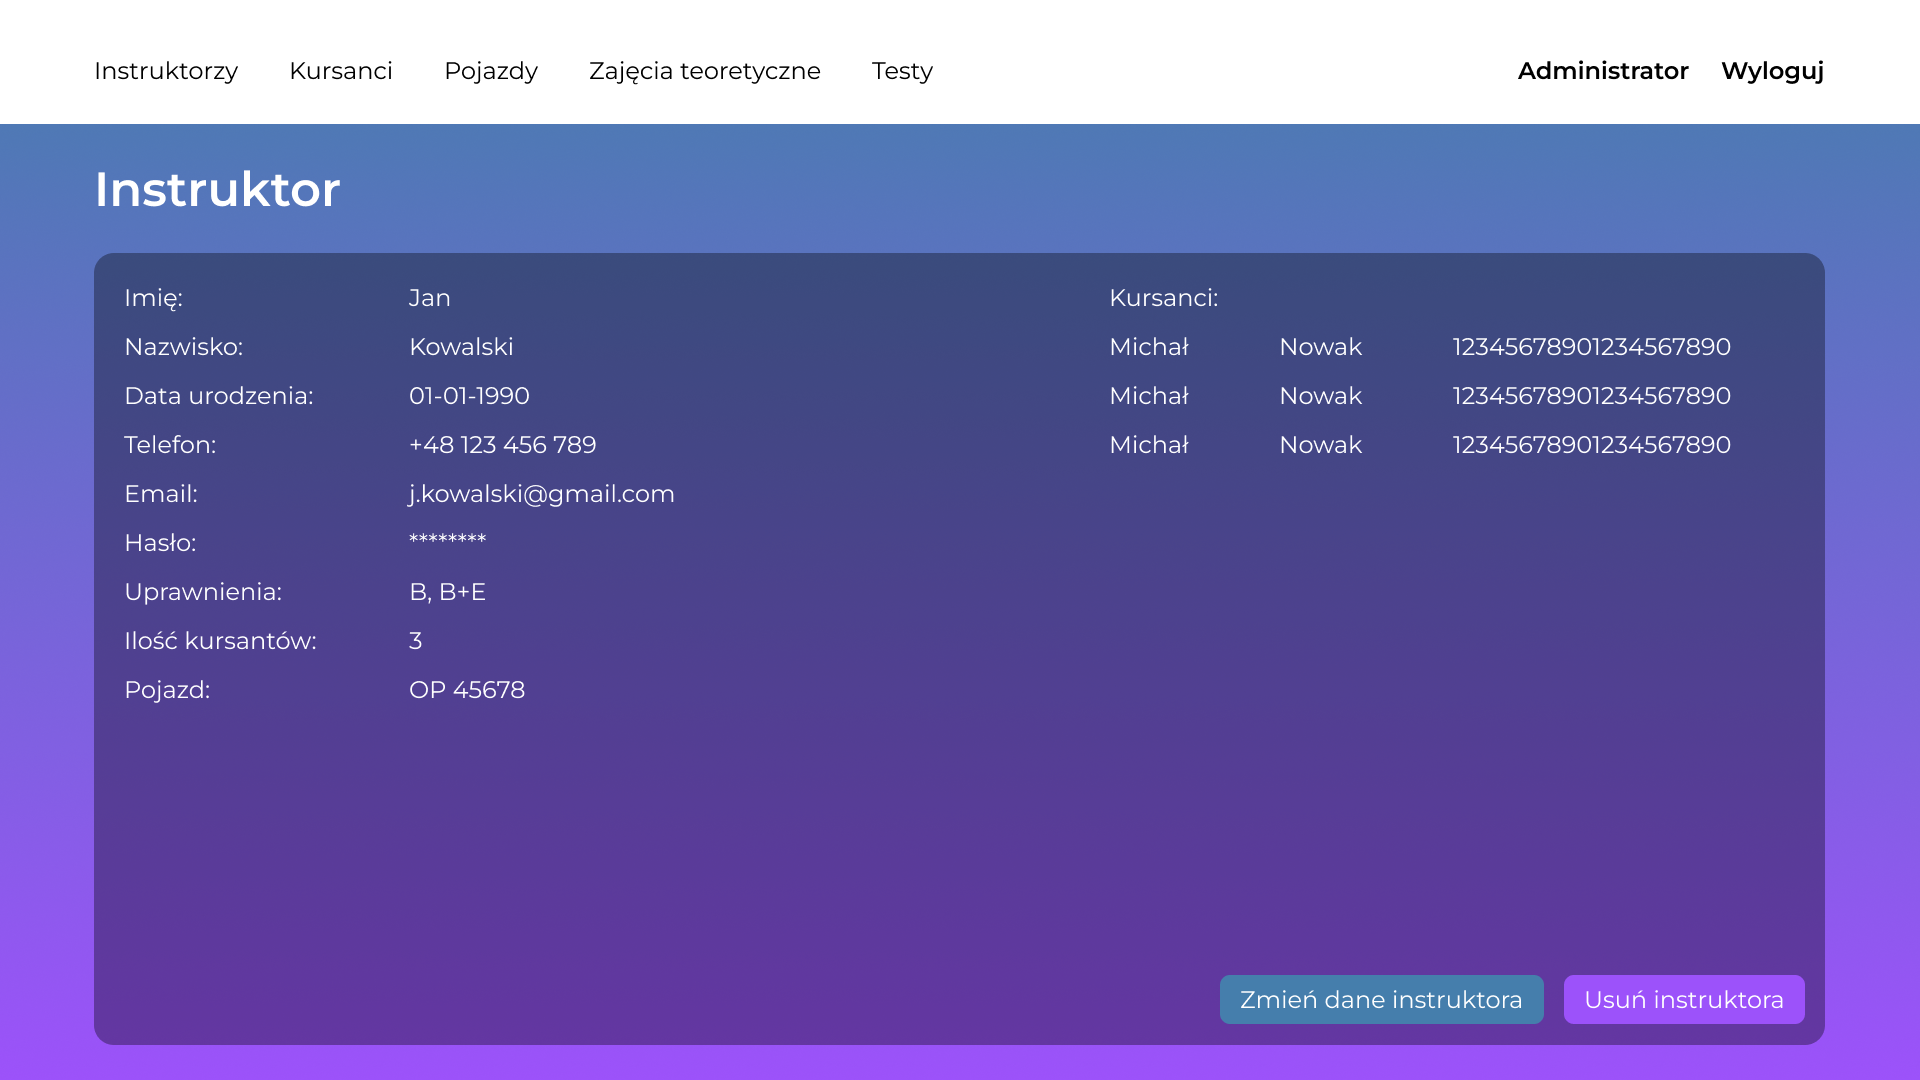 Instruktorzy Kursanci Pojazdy Zajęcia teoretyczne Testy Administrator Wyloguj
Instruktor
Imię: Jan
Nazwisko: Kowalski
Data urodzenia: 01-01-1990
Telefon: +48 123 456 789
Email: j.kowalski@gmail.com
Hasło: ********
Uprawnienia: B, B+E
Ilość kursantów: 3
Pojazd: OP 45678
Kursanci:
Michał Nowak 12345678901234567890
Michał Nowak 12345678901234567890
Michał Nowak 12345678901234567890
Zmień dane instruktora Usuń instruktora